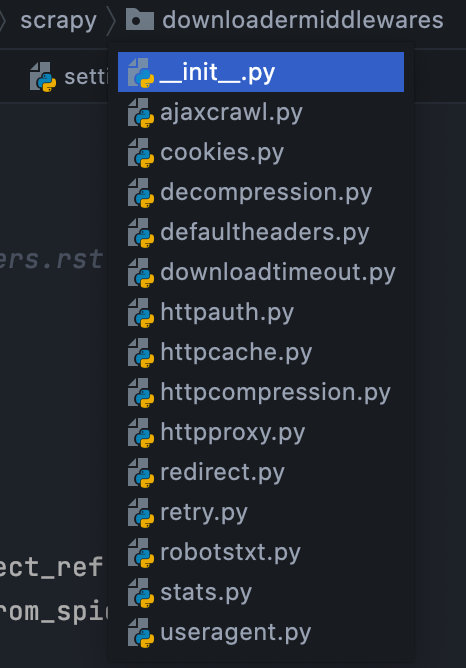 scrapy downloadermiddlewares
setti
__init__.py
ajaxcrawl.py
cookies.py
decompression.py
defaultheaders.py
ers.rst
downloadtimeout.py
httpauth.py
httpcache.py
httpcompression.py
httpproxy.py
redirect.py
retry.py
robotstxt.py
ect_ref
stats.py
rom_spid
useragent.py